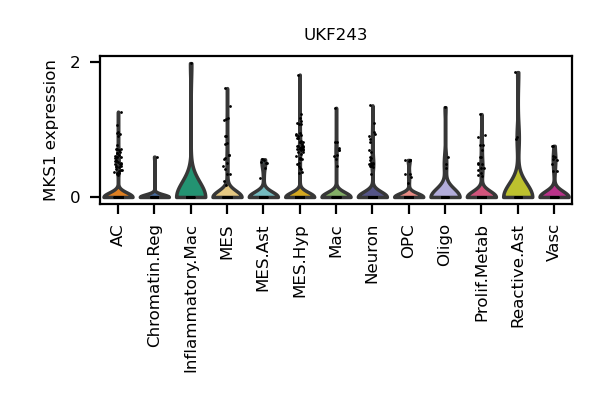 UKF243
MKS1 expression
2
0
AC
Chromatin.Reg
Inflammatory.Mac
MES
MES.Ast
MES.Hyp
Mac
Neuron
OPC
Oligo
Prolif.Metab
Reactive.Ast
Vasc